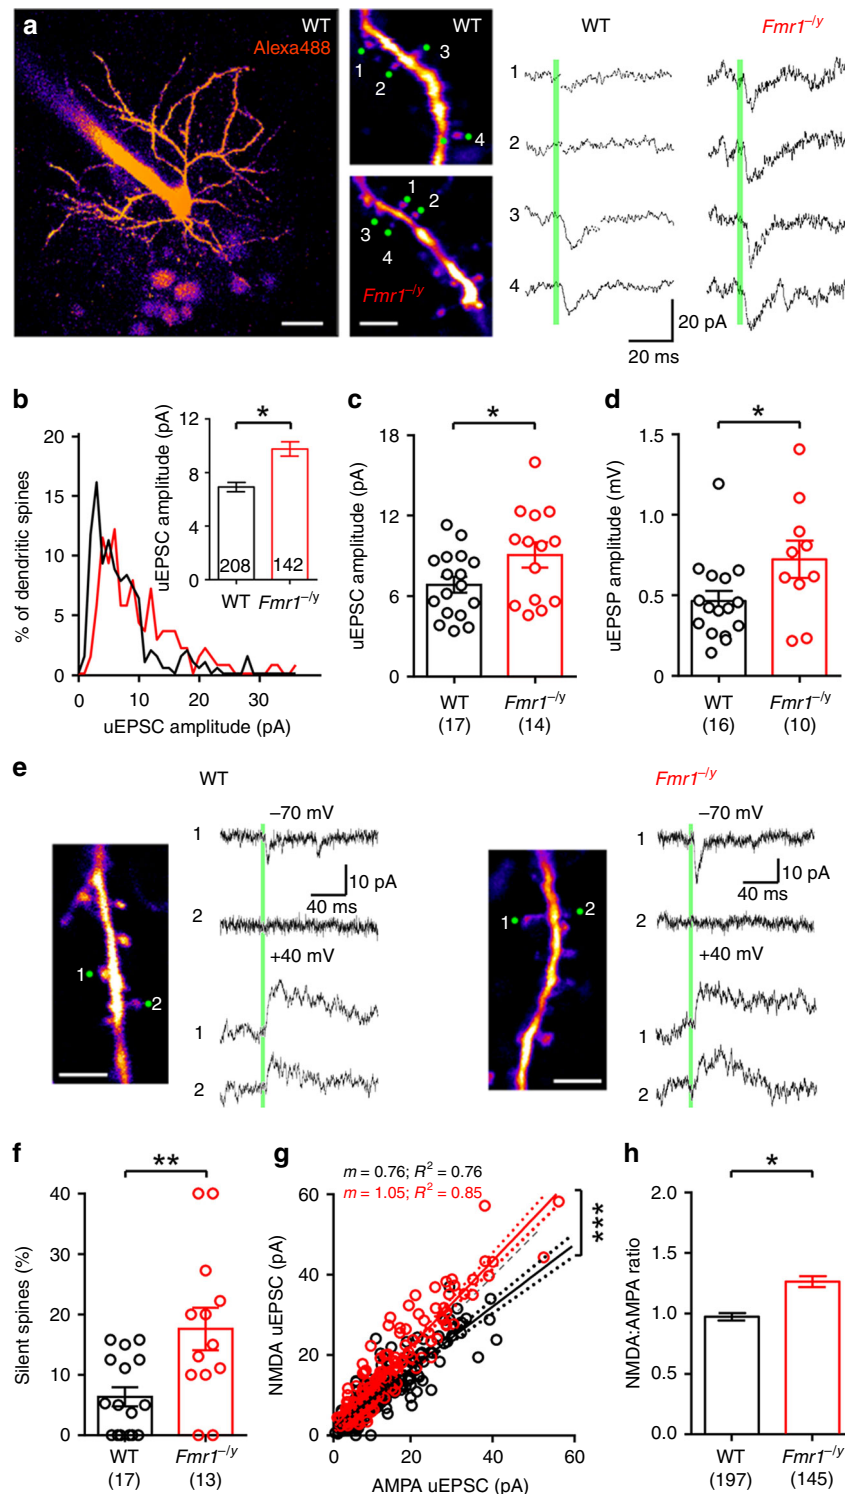 a
WT
Alexa488
WT
1
2
3
4
1
2
3
4
Fmr1–/y
WT
Fmr1–/y
1
2
3
4
20 pA
20 ms
b
% of dendritic spines
20
15
10
5
0
0
10
20
30
uEPSC amplitude (pA)
uEPSC amplitude (pA)
12
8
4
0
*
208
142
WT
Fmr1–/y
c
uEPSC amplitude (pA)
18
12
6
0
*
WT
(17)
Fmr1–/y
(14)
d
uEPSP amplitude (mV)
1.5
1.0
0.5
0
*
WT
(16)
Fmr1–/y
(10)
e
WT
1
2
–70 mV
1
10 pA
40 ms
2
+40 mV
1
2
Fmr1–/y
1
2
–70 mV
1
10 pA
40 ms
2
+40 mV
1
2
f
Silent spines (%)
40
30
20
10
0
**
WT
(17)
Fmr1–/y
(13)
g
m = 0.76; R2 = 0.76
m = 1.05; R2 = 0.85
NMDA uEPSC (pA)
60
40
20
0
0
20
40
60
AMPA uEPSC (pA)
***
h
NMDA:AMPA ratio
2.0
1.5
1.0
0.5
0
*
WT
(197)
Fmr1–/y
(145)